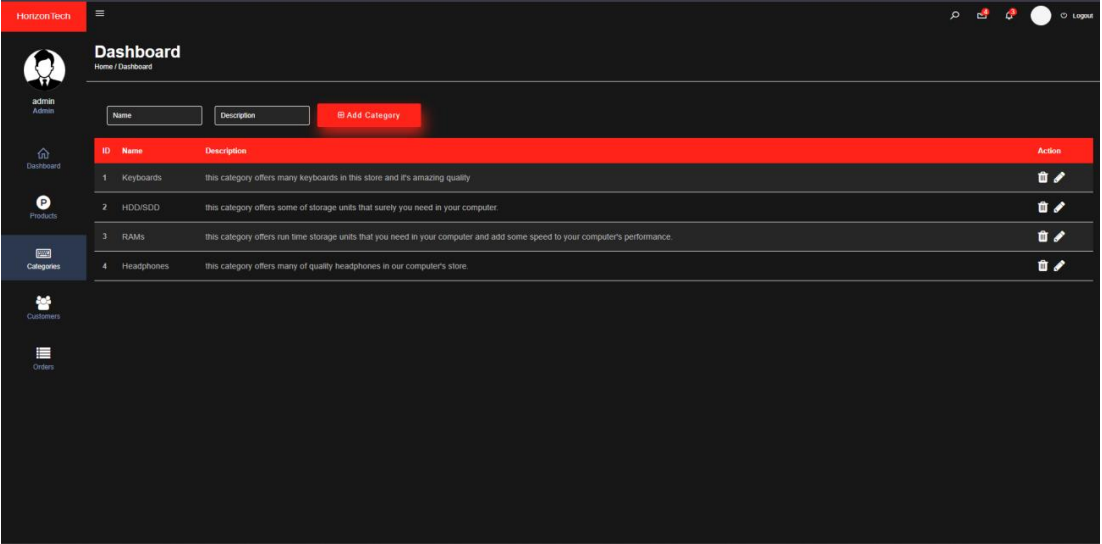 HorizonTech
4
3
Logout
Dashboard
Home / Dashboard
admin
Admin
Dashboard
P
Products
Categories
Customers
Orders
Name
Description
Add Category
ID Name Description Action
1 Keyboards this category offers many keyboards in this store and it's amazing quality
2 HDD/SDD this category offers some of storage units that surely you need in your computer.
3 RAMs this category offers run time storage units that you need in your computer and add some speed to your computer's performance.
4 Headphones this category offers many of quality headphones in our computer's store.